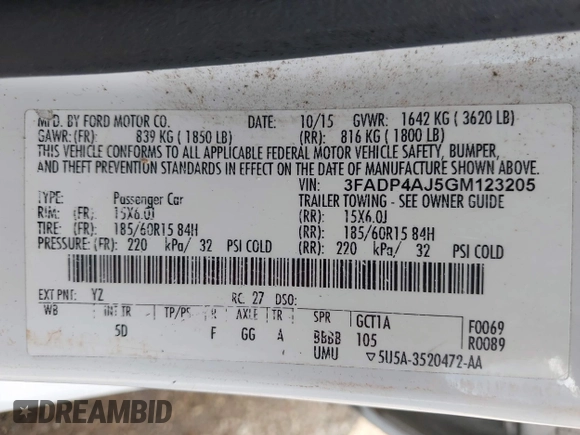 MFD. BY FORD MOTOR CO. DATE: 10/15 GVWR: 1642 KG ( 3620 LB)
GAWR:(FR): 839 KG ( 1850 LB) (RR): 816 KG ( 1800 LB)
THIS VEHICLE CONFORMS TO ALL APPLICABLE FEDERAL MOTOR VEHICLE SAFETY, BUMPER,
AND THEFT PREVENTION STANDARDS IN EFFECT ON THE DATE OF MANUFACTURE SHOWN ABOVE.
VIN: 3FADP4AJ5GM123205
TYPE: Passenger Car TRAILER TOWING - SEE OWNER GUIDE
RIM: (FR): 15X6.0J (RR): 15X6.0J
TIRE: (FR): 185/60R15 84H (RR): 185/60R15 84H
PRESSURE: (FR): 220 kPa/ 32 PSI COLD (RR): 220 kPa/ 32 PSI COLD
EXT PNT: YZ RC: 27 DSO:
WB INT TR TP/PS R AXLE TR SPR GCT1A F0069
5D F GG A BBBB 105 R0089
UMU ▽5U5A-3520472-AA
DREAMBID